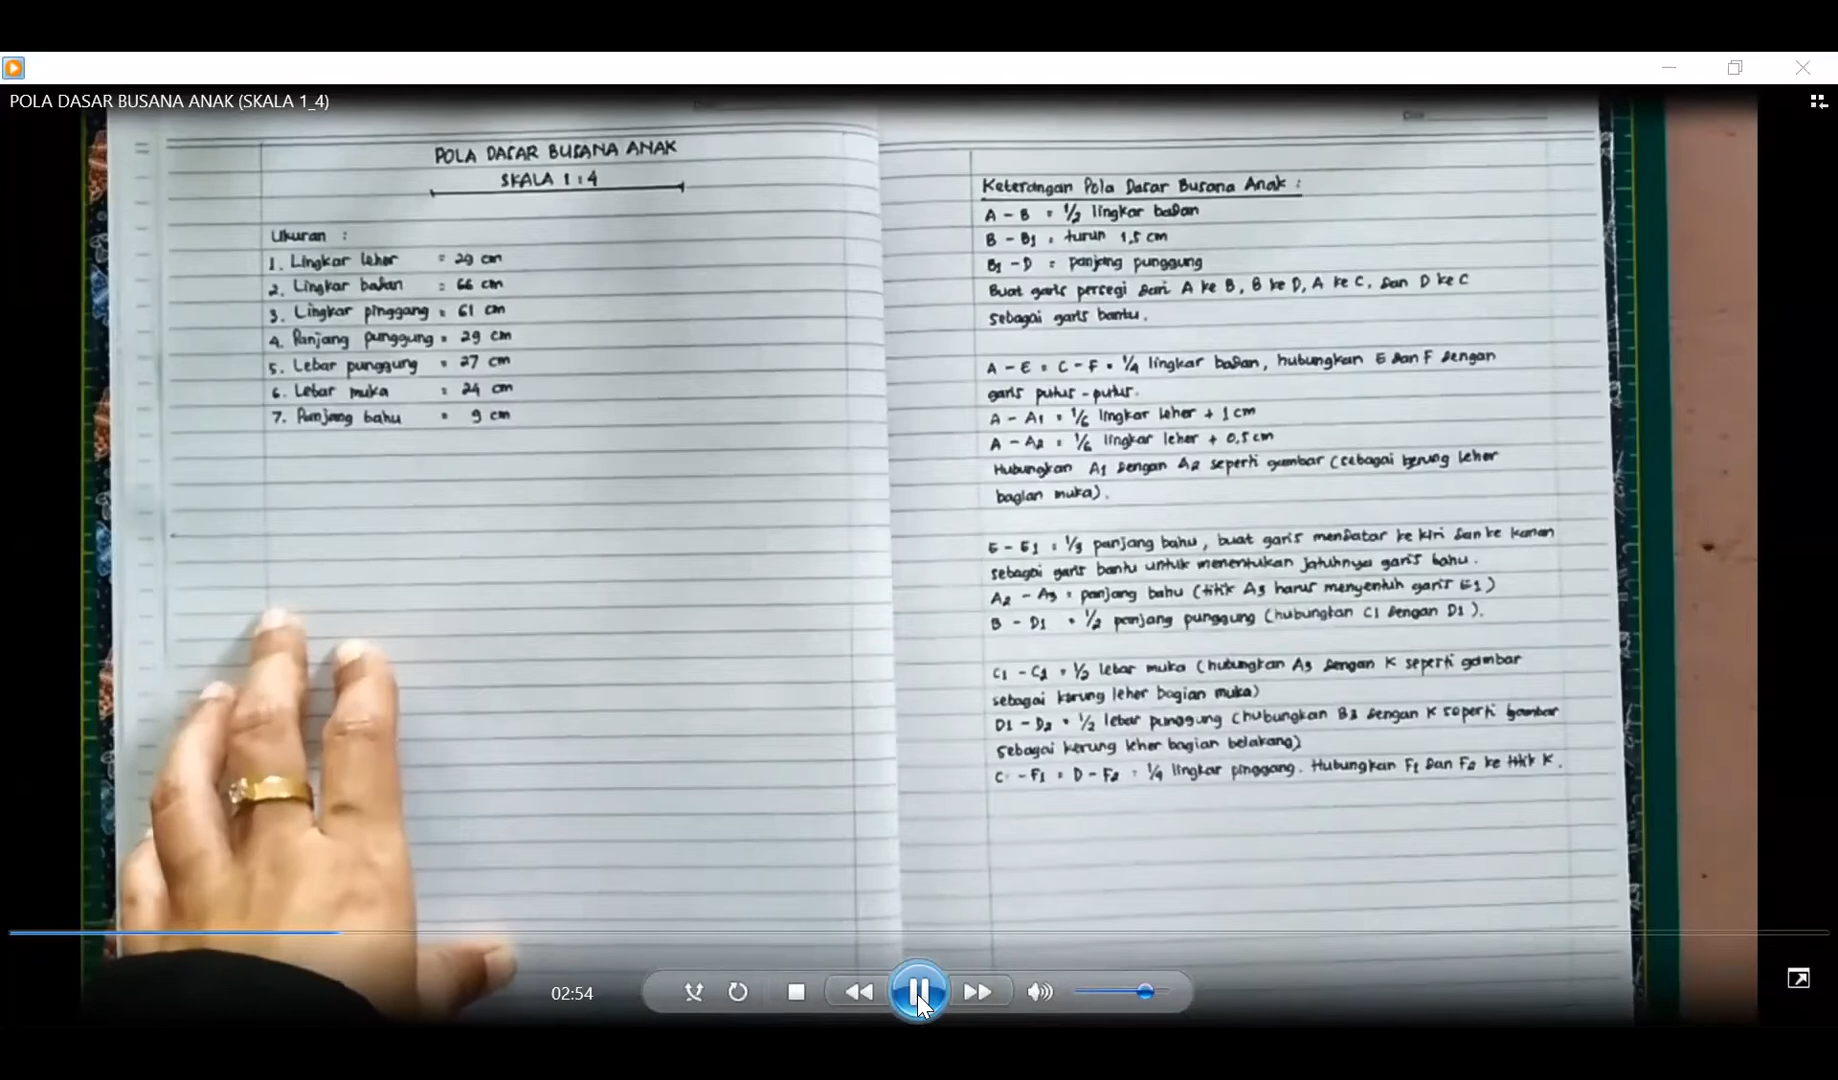 POLA DASAR BUSANA ANAK (SKALA 1_4)
POLA DASAR BUSANA ANAK
SKALA 1 : 4
Ukuran :
1. Lingkar leher = 29 cm
2. Lingkar badan = 66 cm
3. Lingkar pinggang = 61 cm
4. Panjang punggung = 29 cm
5. Lebar punggung = 27 cm
6. Lebar muka = 24 cm
7. Panjang bahu = 9 cm
Keterangan Pola Dasar Busana Anak :
A - B = 1/2 lingkar badan
B - B1 = turun 1,5 cm
B1 - D = panjang punggung
Buat garis persegi dari A ke B, B ke D, A ke C, dan D ke C
sebagai garis bantu.
A - E = C - F = 1/4 lingkar badan, hubungkan E dan F dengan
garis putus - putus.
A - A1 = 1/6 lingkar leher + 1 cm
A - A2 = 1/6 lingkar leher + 0,5 cm
Hubungkan A1 dengan A2 seperti gambar (sebagai kerung leher
bagian muka).
E - E1 = 1/3 panjang bahu, buat garis mendatar ke kiri dan ke kanan
sebagai garis bantu untuk menentukan jatuhnya garis bahu.
A2 - A3 = panjang bahu (titik A3 harus menyentuh garis E1)
B - D1 = 1/2 panjang punggung (hubungkan C1 dengan D1).
C1 - C2 = 1/2 lebar muka (hubungkan A3 dengan K seperti gambar
sebagai kerung leher bagian muka)
D1 - D2 = 1/2 lebar punggung (hubungkan B3 dengan K seperti gambar
sebagai kerung leher bagian belakang)
C - F1 = D - F2 = 1/4 lingkar pinggang. Hubungkan F1 dan F2 ke titik K.
02:54